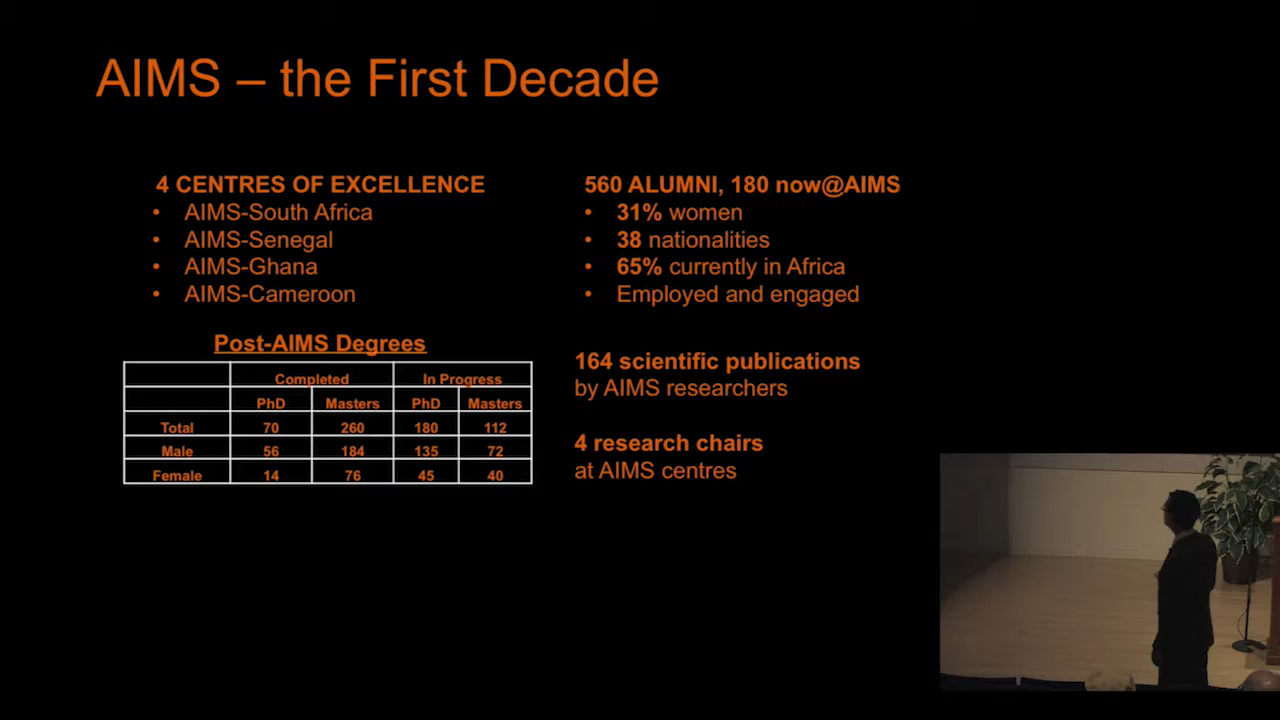 AIMS – the First Decade
4 CENTRES OF EXCELLENCE
• AIMS-South Africa
• AIMS-Senegal
• AIMS-Ghana
• AIMS-Cameroon
560 ALUMNI, 180 now@AIMS
• 31% women
• 38 nationalities
• 65% currently in Africa
• Employed and engaged
Post-AIMS Degrees
Completed In Progress
PhD Masters PhD Masters
Total 70 260 180 112
Male 56 184 135 72
Female 14 76 45 40
164 scientific publications
by AIMS researchers
4 research chairs
at AIMS centres